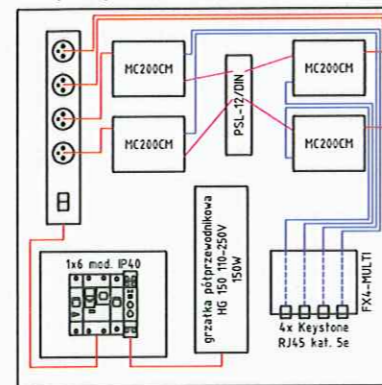 MC200CM
MC200CM
MC200CM
MC200CM
PSL-12/DIN
1x6 mod. IP40
grzałka półprzewodnikowa
HG 150 110-250V
150W
FX4-MULTI
4x Keystone
RJ45 kat. 5e